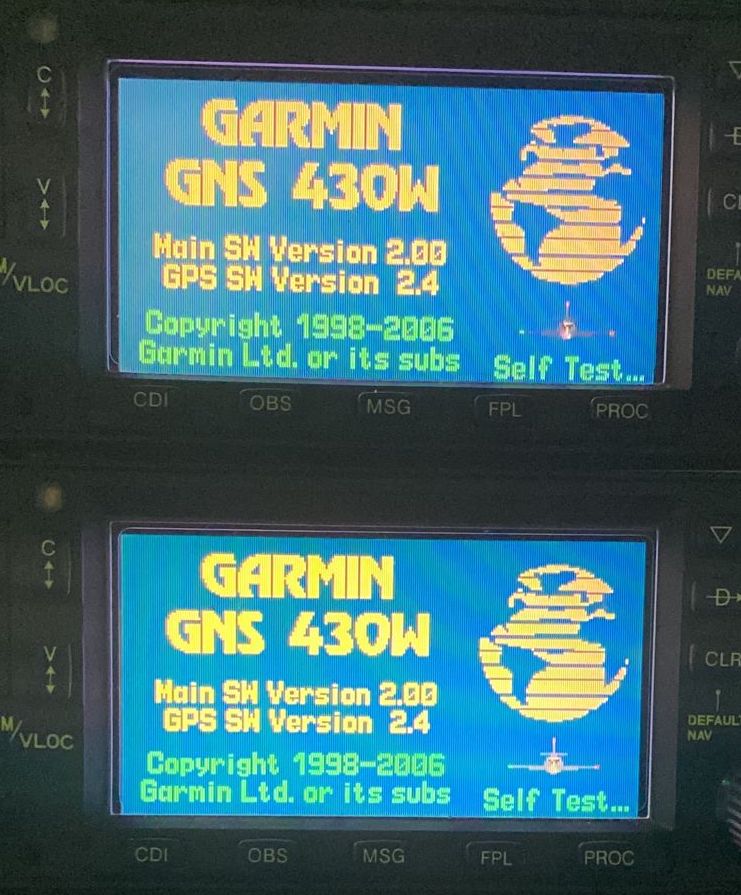 C
GARMIN
GNS 430W
V
Main SW Version 2.00
GPS SW Version 2.4
/VLOC
Copyright 1998-2006
Garmin Ltd. or its subs
Self Test...
DEFA
NAV
CDI
OBS
MSG
FPL
PROC
C
GARMIN
GNS 430W
D
CLR
V
Main SW Version 2.00
GPS SW Version 2.4
/VLOC
DEFAULT
NAV
Copyright 1998-2006
Garmin Ltd. or its subs
Self Test...
CDI
OBS
MSG
FPL
PROC